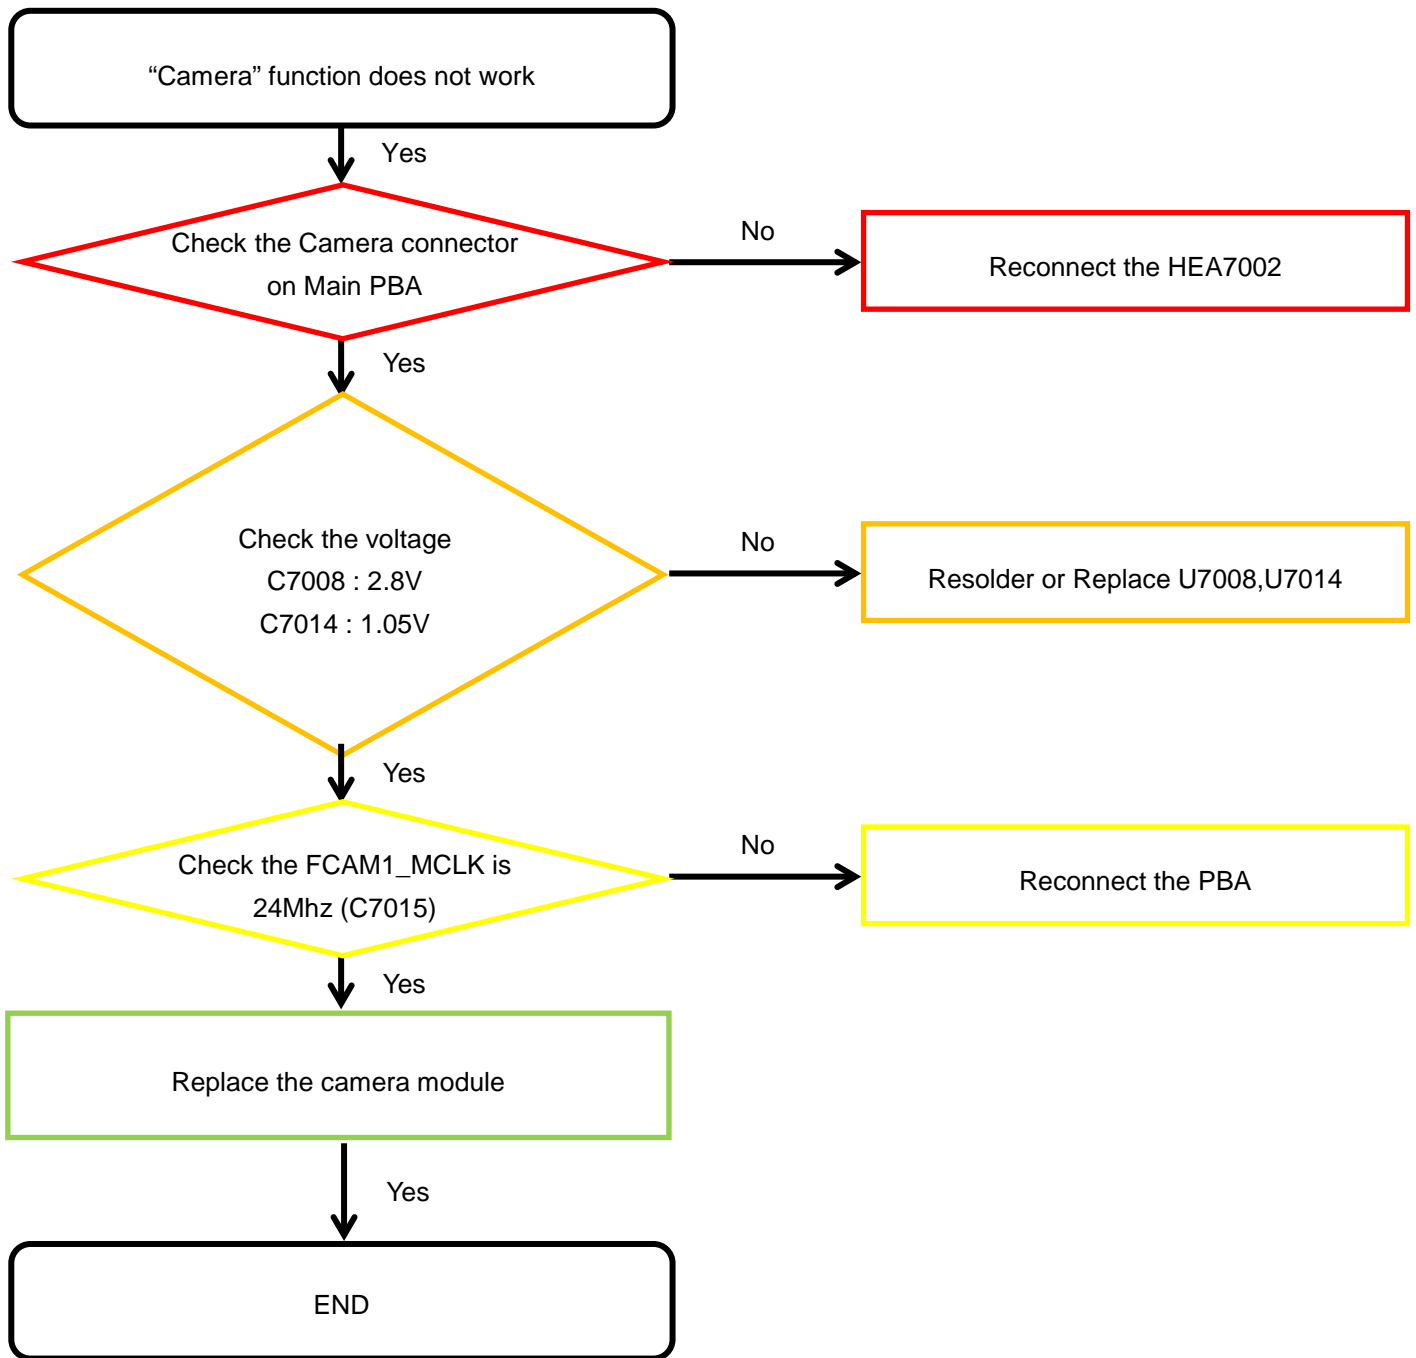 “Camera” function does not work
Yes
Check the Camera connector
on Main PBA
No
Reconnect the HEA7002
Yes
Check the voltage
C7008 : 2.8V
C7014 : 1.05V
No
Resolder or Replace U7008,U7014
Yes
Check the FCAM1_MCLK is
24Mhz (C7015)
No
Reconnect the PBA
Yes
Replace the camera module
Yes
END